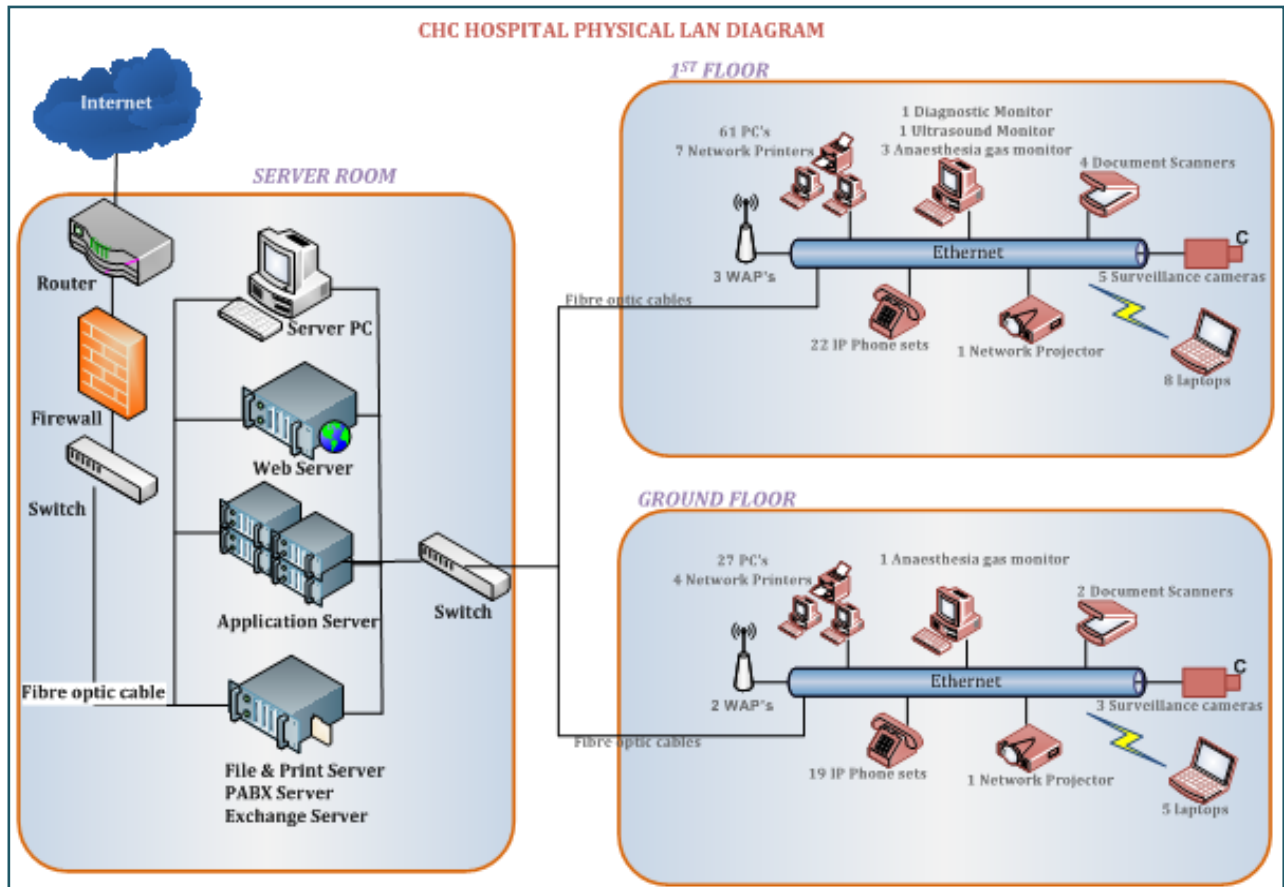 CHC HOSPITAL PHYSICAL LAN DIAGRAM
Internet
SERVER ROOM
Router
Server PC
Firewall
Web Server
Switch
Application Server
Switch
Fibre optic cable
File & Print Server
PABX Server
Exchange Server
1ST FLOOR
61 PC's
7 Network Printers
1 Diagnostic Monitor
1 Ultrasound Monitor
3 Anaesthesia gas monitor
4 Document Scanners
Ethernet
C
3 WAP's
5 Surveillance cameras
Fibre optic cables
22 IP Phone sets
1 Network Projector
8 laptops
GROUND FLOOR
27 PC's
4 Network Printers
1 Anaesthesia gas monitor
2 Document Scanners
Ethernet
C
2 WAP's
3 Surveillance cameras
Fibre optic cables
19 IP Phone sets
1 Network Projector
5 laptops